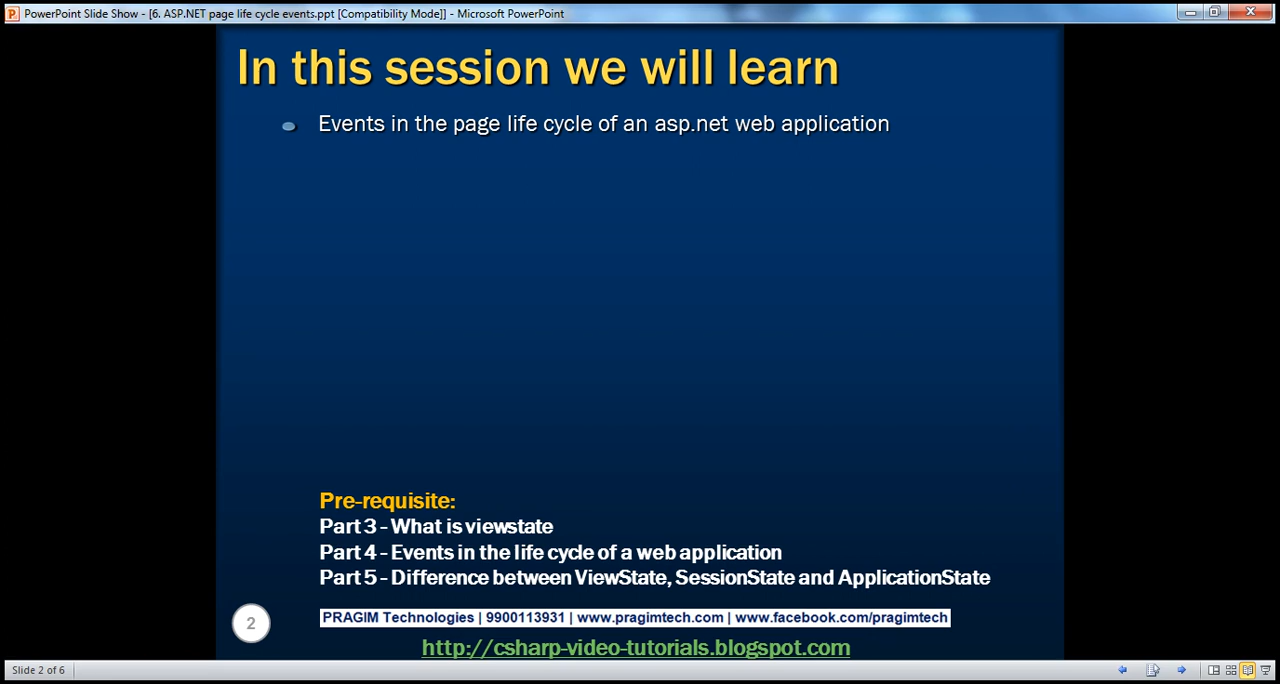 PowerPoint Slide Show - [6. ASP.NET page life cycle events.ppt [Compatibility Mode]] - Microsoft PowerPoint
In this session we will learn
Events in the page life cycle of an asp.net web application
Pre-requisite:
Part 3 - What is viewstate
Part 4 - Events in the life cycle of a web application
Part 5 - Difference between ViewState, SessionState and ApplicationState
2
PRAGIM Technologies | 9900113931 | www.pragimtech.com | www.facebook.com/pragimtech
http://csharp-video-tutorials.blogspot.com
Slide 2 of 6